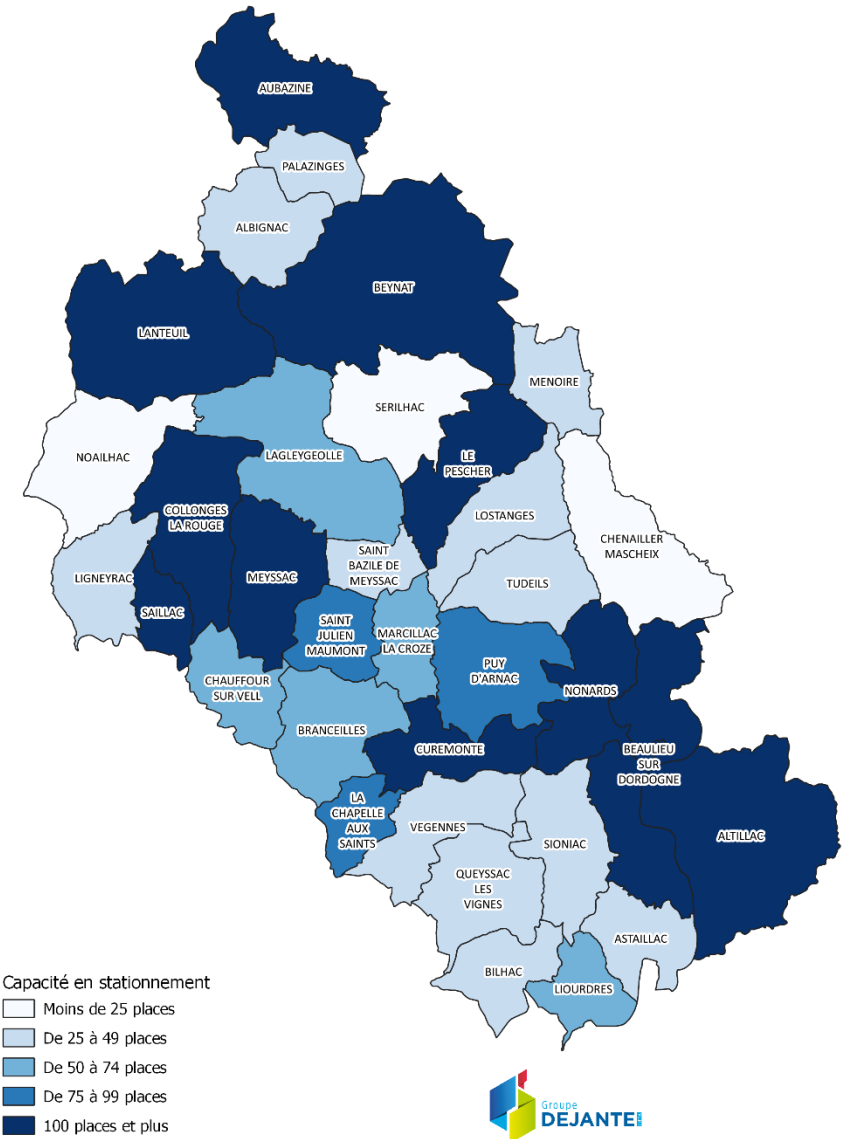 AUBAZINE
PALAZINGES
ALBIGNAC
BEYNAT
LANTEUIL
MENOIRE
SERILHAC
NOAILHAC
LAGLEYGEOLLE
LE
PESCHER
COLLONGES
LA ROUGE
LOSTANGES
CHENAILLER
MASCHEIX
SAINT
BAZILE DE
MEYSSAC
LIGNEYRAC
MEYSSAC
TUDEILS
SAILLAC
SAINT
JULIEN
MAUMONT
MARCILLAC
LA CROZE
PUY
D'ARNAC
CHAUFFOUR
SUR VELL
NONARDS
BRANCEILLES
CUREMONTE
BEAULIEU
SUR
DORDOGNE
LA
CHAPELLE
AUX
SAINTS
VEGENNES
ALTILLAC
SIONIAC
QUEYSSAC
LES
VIGNES
ASTAILLAC
BILHAC
LIOURDRES
Capacité en stationnement
Moins de 25 places
De 25 à 49 places
De 50 à 74 places
De 75 à 99 places
100 places et plus
Groupe
DEJANTE